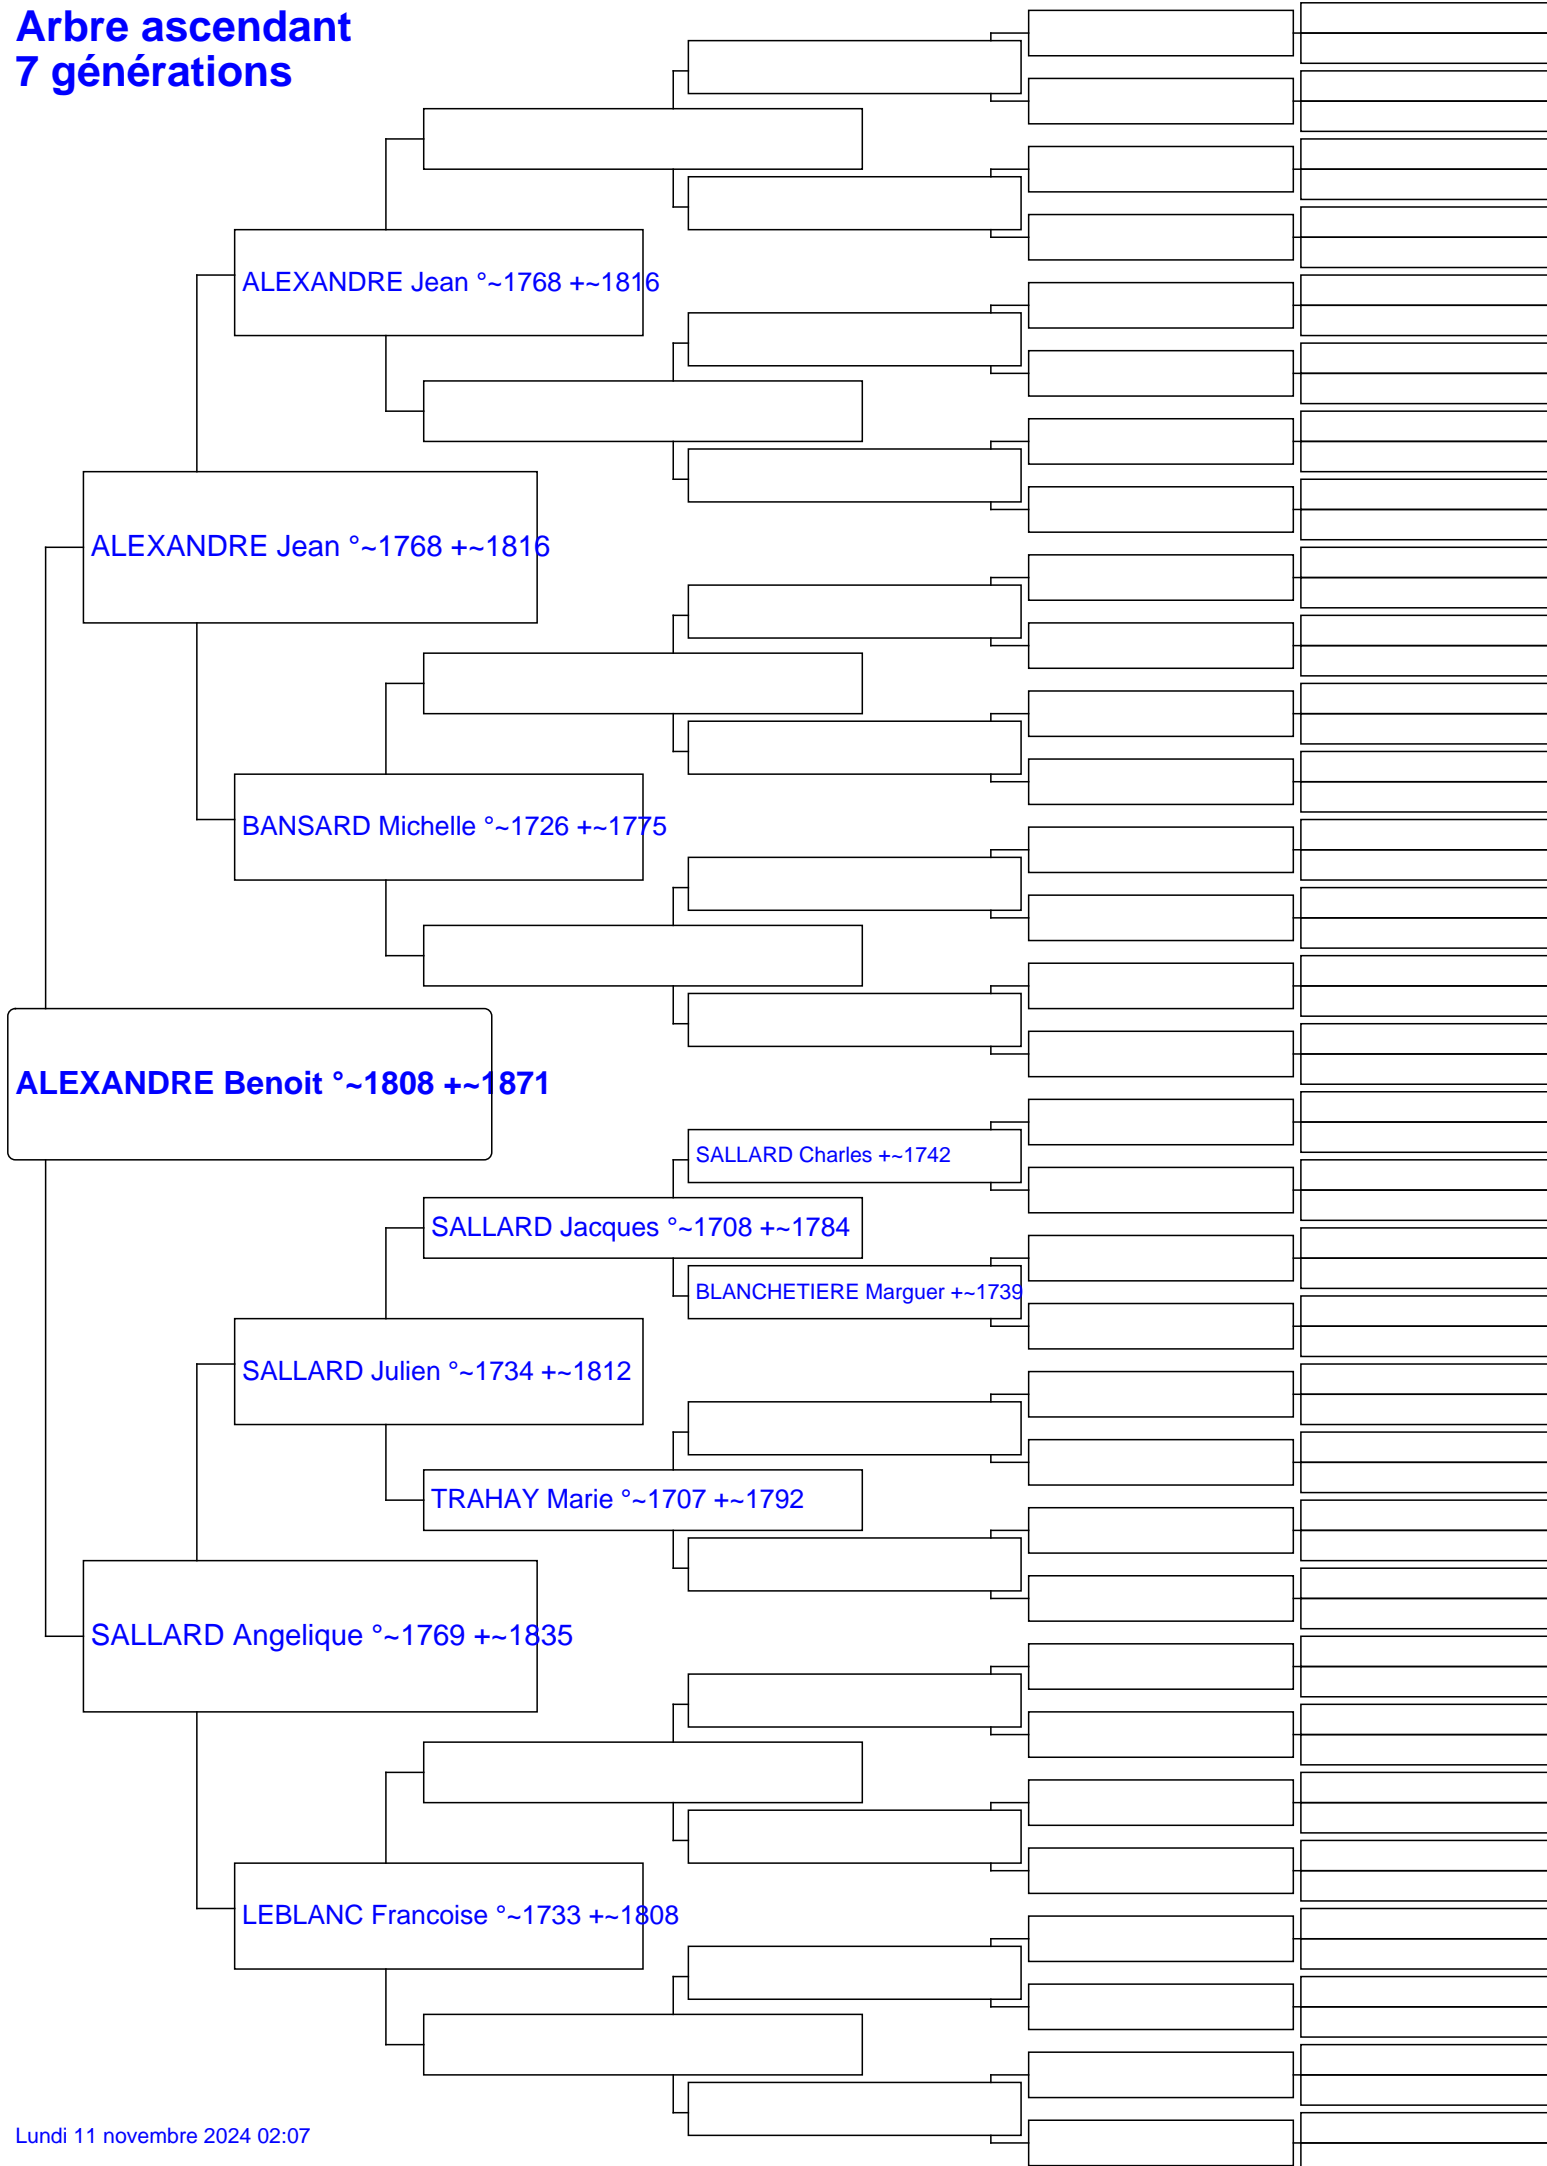 Arbre ascendant
7 générations
ALEXANDRE Jean °~1768 +~1816
ALEXANDRE Jean °~1768 +~1816
BANSARD Michelle °~1726 +~1775
ALEXANDRE Benoit °~1808 +~1871
SALLARD Charles +~1742
SALLARD Jacques °~1708 +~1784
BLANCHETIERE Marguer +~1739
SALLARD Julien °~1734 +~1812
TRAHAY Marie °~1707 +~1792
SALLARD Angelique °~1769 +~1835
LEBLANC Francoise °~1733 +~1808
Lundi 11 novembre 2024 02:07